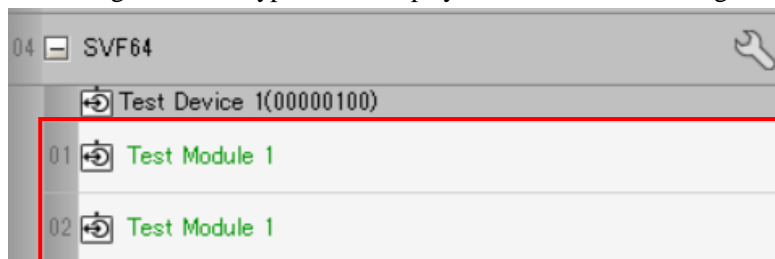 04 SVF64
Test Device 1(00000100)
01 Test Module 1
02 Test Module 1